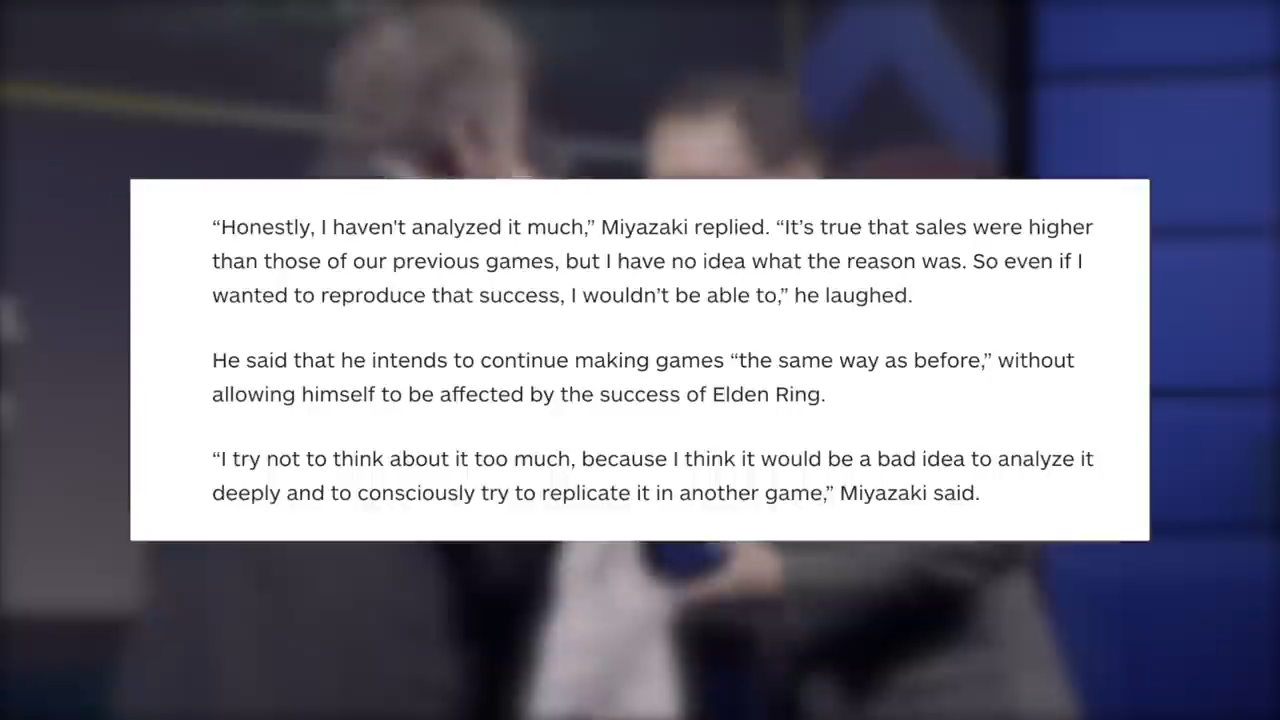 “Honestly, I haven't analyzed it much,” Miyazaki replied. “It’s true that sales were higher
than those of our previous games, but I have no idea what the reason was. So even if I
wanted to reproduce that success, I wouldn’t be able to,” he laughed.
He said that he intends to continue making games “the same way as before,” without
allowing himself to be affected by the success of Elden Ring.
“I try not to think about it too much, because I think it would be a bad idea to analyze it
deeply and to consciously try to replicate it in another game,” Miyazaki said.